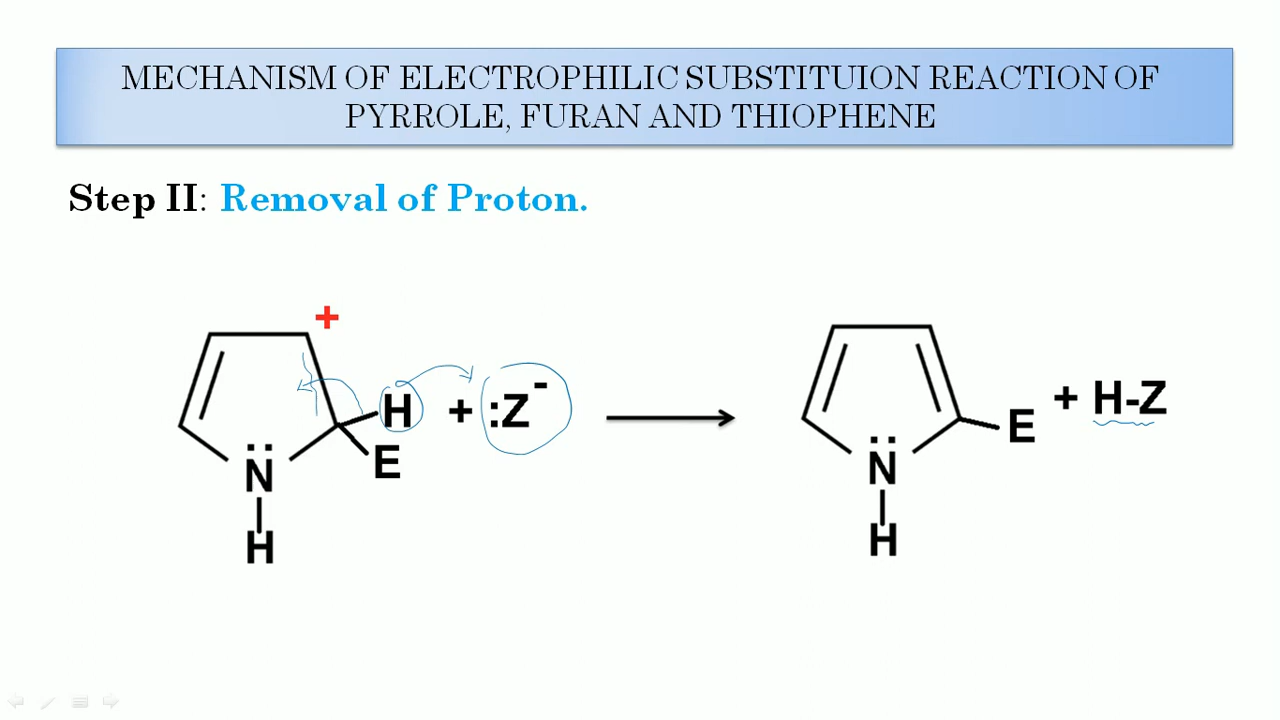 MECHANISM OF ELECTROPHILIC SUBSTITUION REACTION OF
PYRROLE, FURAN AND THIOPHENE
Step II: Removal of Proton.
+
H + :Z-
E
N
H
+ H-Z
E
N
H